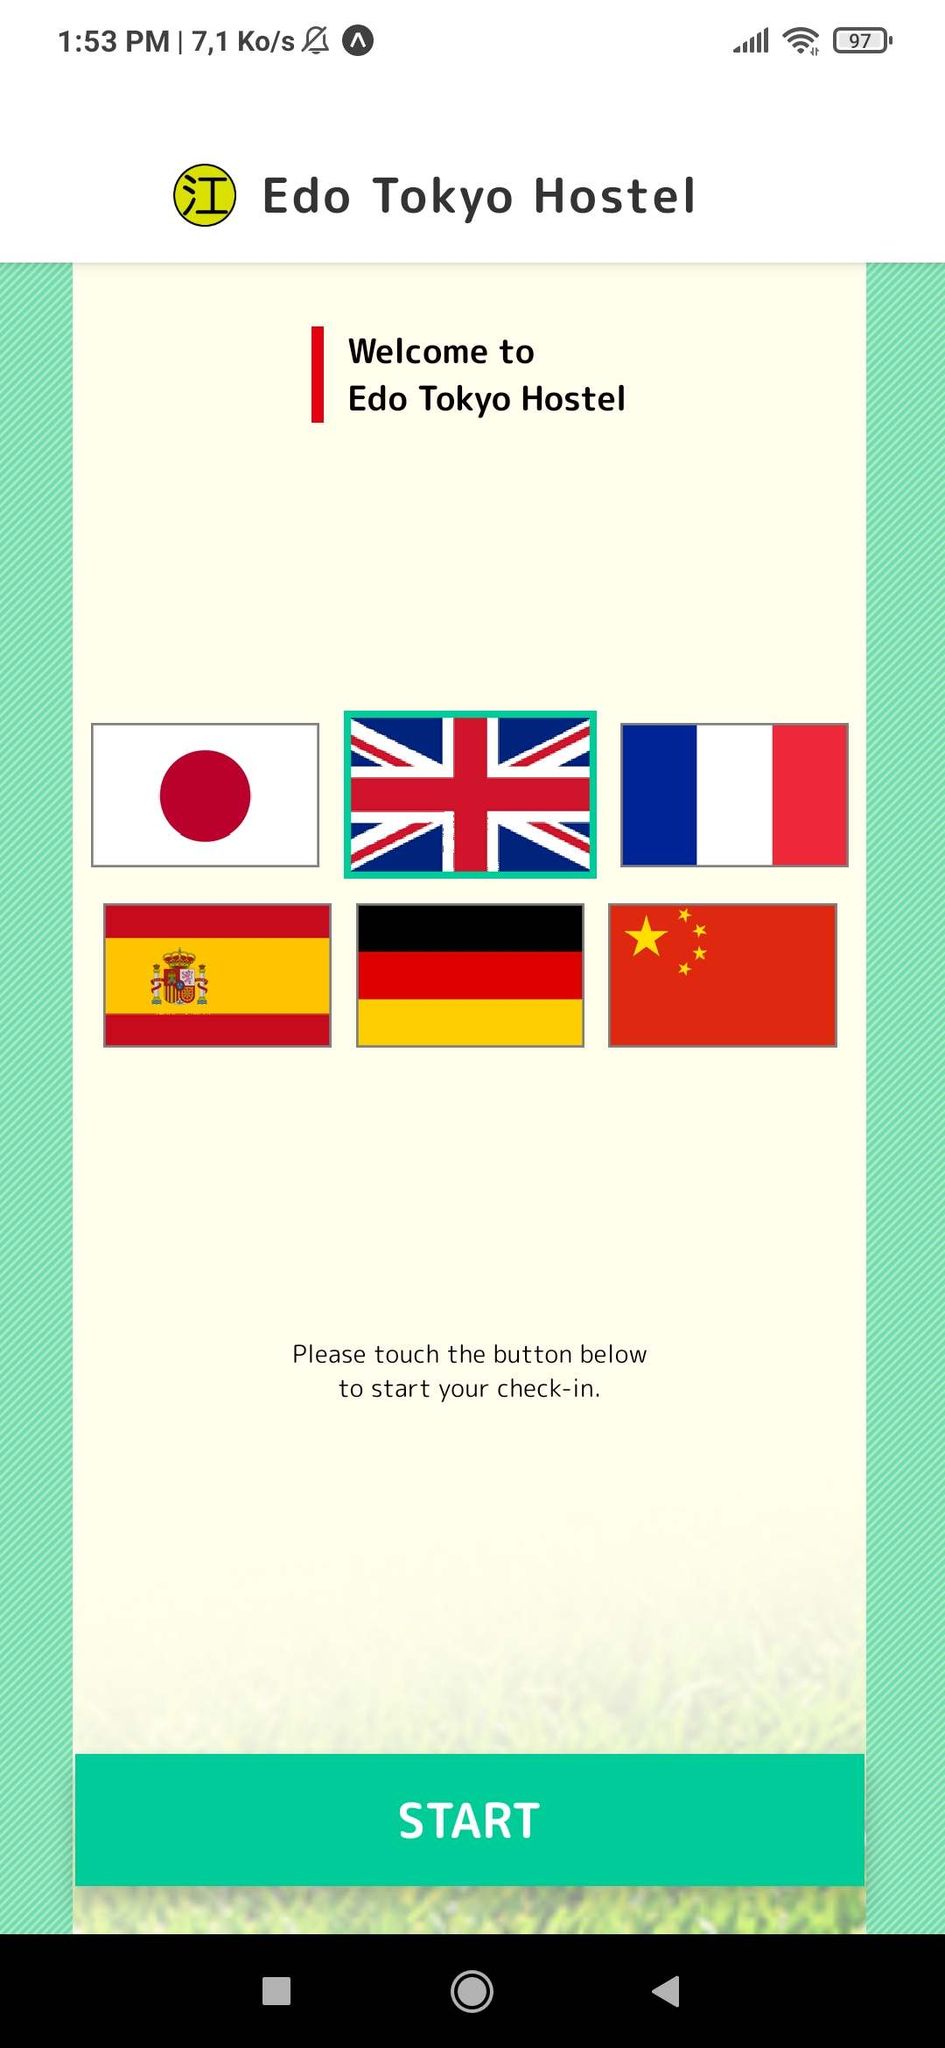 1:53 PM | 7,1 Ko/s 97
江 Edo Tokyo Hostel
Welcome to
Edo Tokyo Hostel
Please touch the button below
to start your check-in.
START